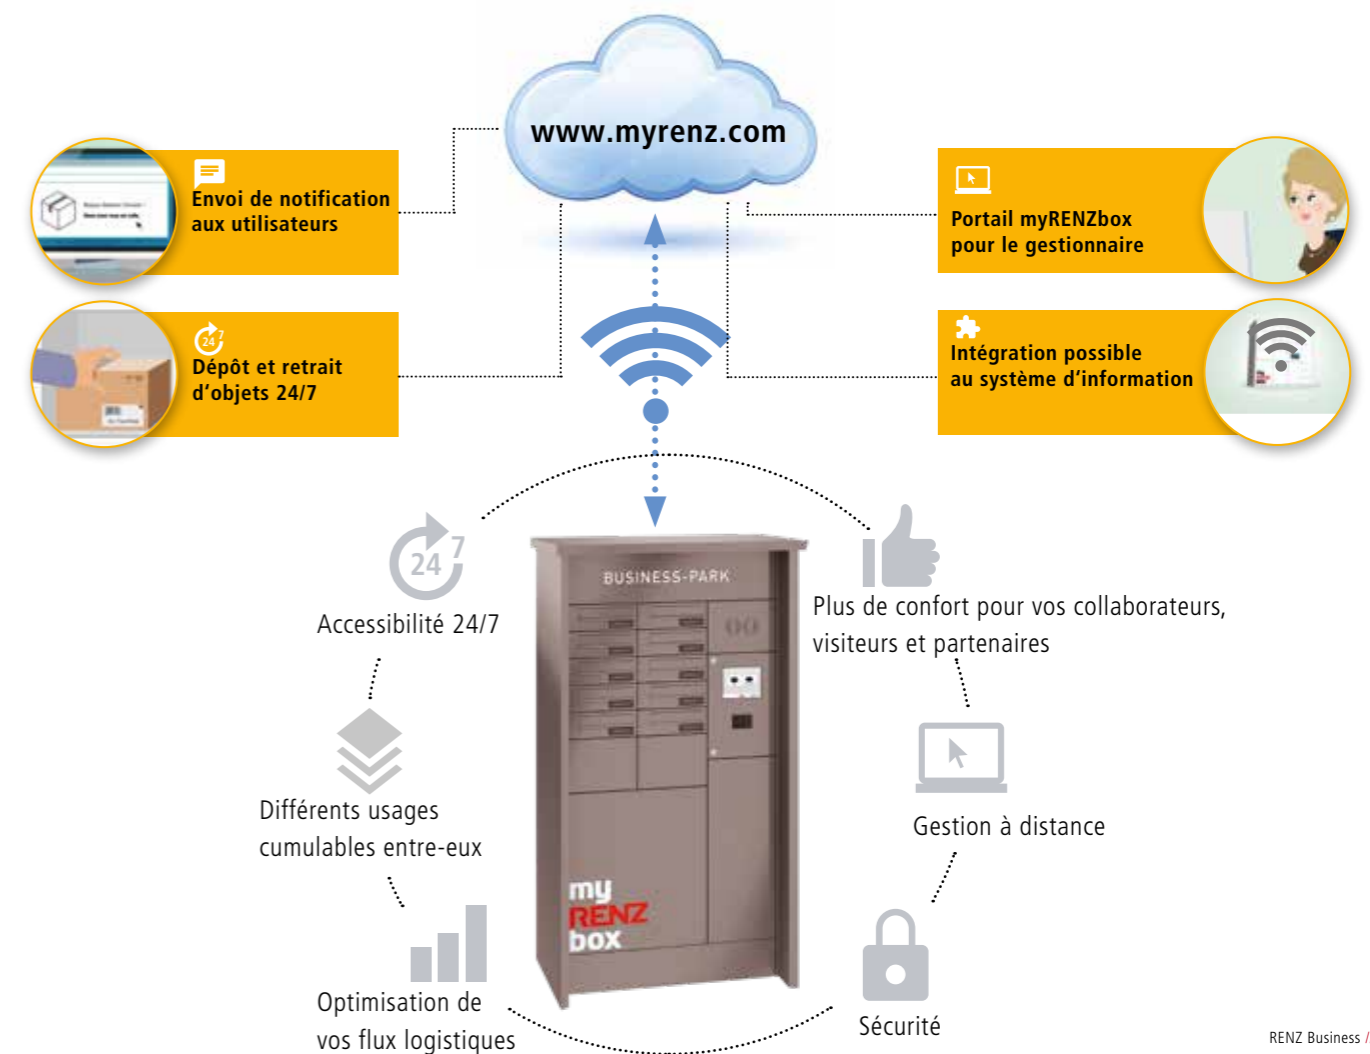 www.myrenz.com
Envoi de notification
aux utilisateurs
Portail myRENZbox
pour le gestionnaire
24 7
Dépôt et retrait
d'objets 24/7
Intégration possible
au système d'information
24 7
Accessibilité 24/7
BUSINESS-PARK
Plus de confort pour vos collaborateurs,
visiteurs et partenaires
Différents usages
cumulables entre-eux
Gestion à distance
my
RENZ
box
Optimisation de
vos flux logistiques
Sécurité
RENZ Business /